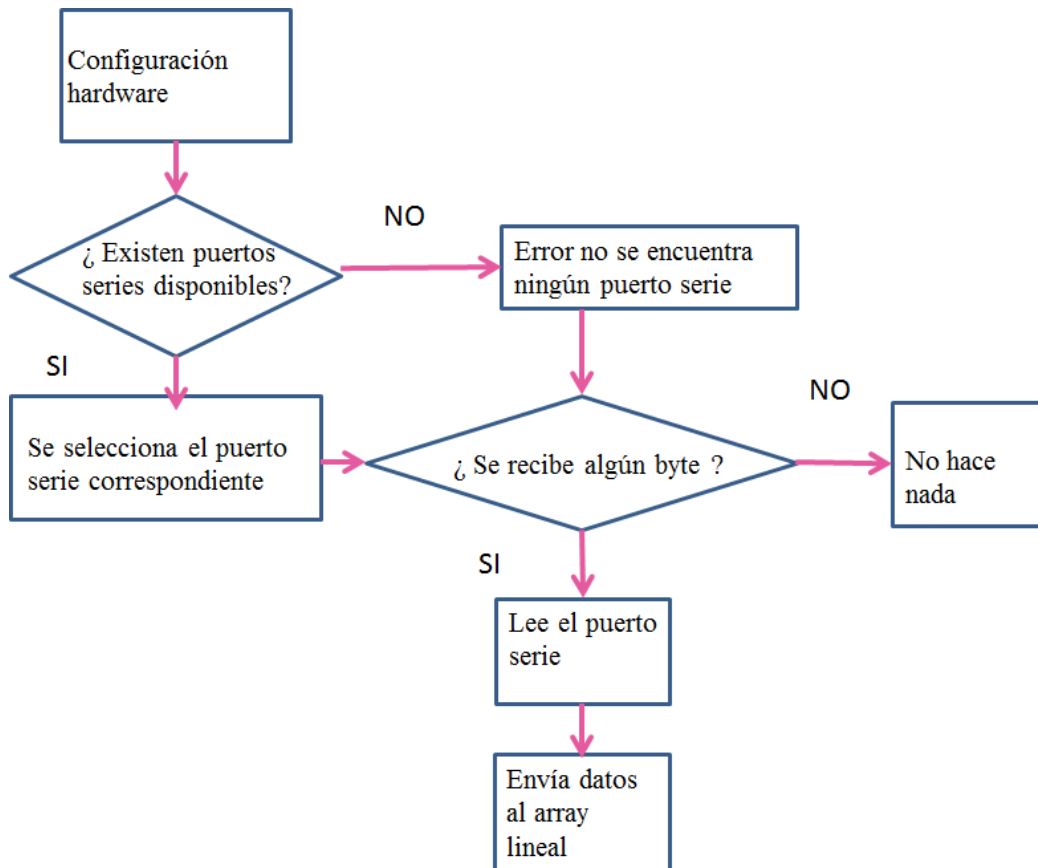 Configuración
hardware
¿ Existen puertos
series disponibles?
NO
Error no se encuentra
ningún puerto serie
SI
Se selecciona el puerto
serie correspondiente
¿ Se recibe algún byte ?
NO
No hace
nada
SI
Lee el puerto
serie
Envía datos
al array
lineal